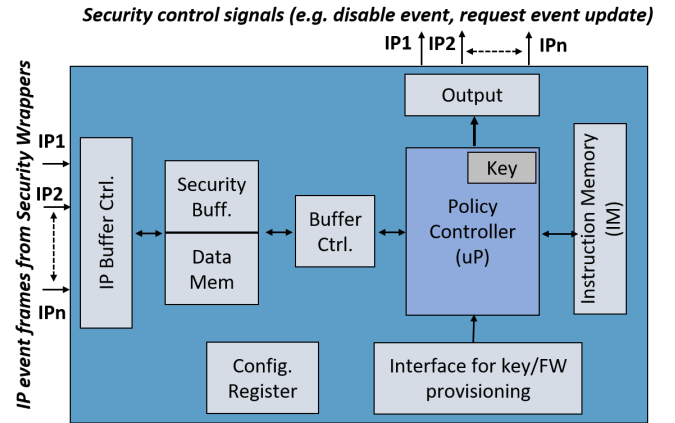 Security control signals (e.g. disable event, request event update)
IP1 IP2 IPn
IP event frames from Security Wrappers
IP1
IP2
IPn
IP Buffer Ctrl.
Security
Buff.
Data
Mem
Buffer
Ctrl.
Output
Key
Policy
Controller
(uP)
Instruction Memory
(IM)
Config.
Register
Interface for key/FW
provisioning